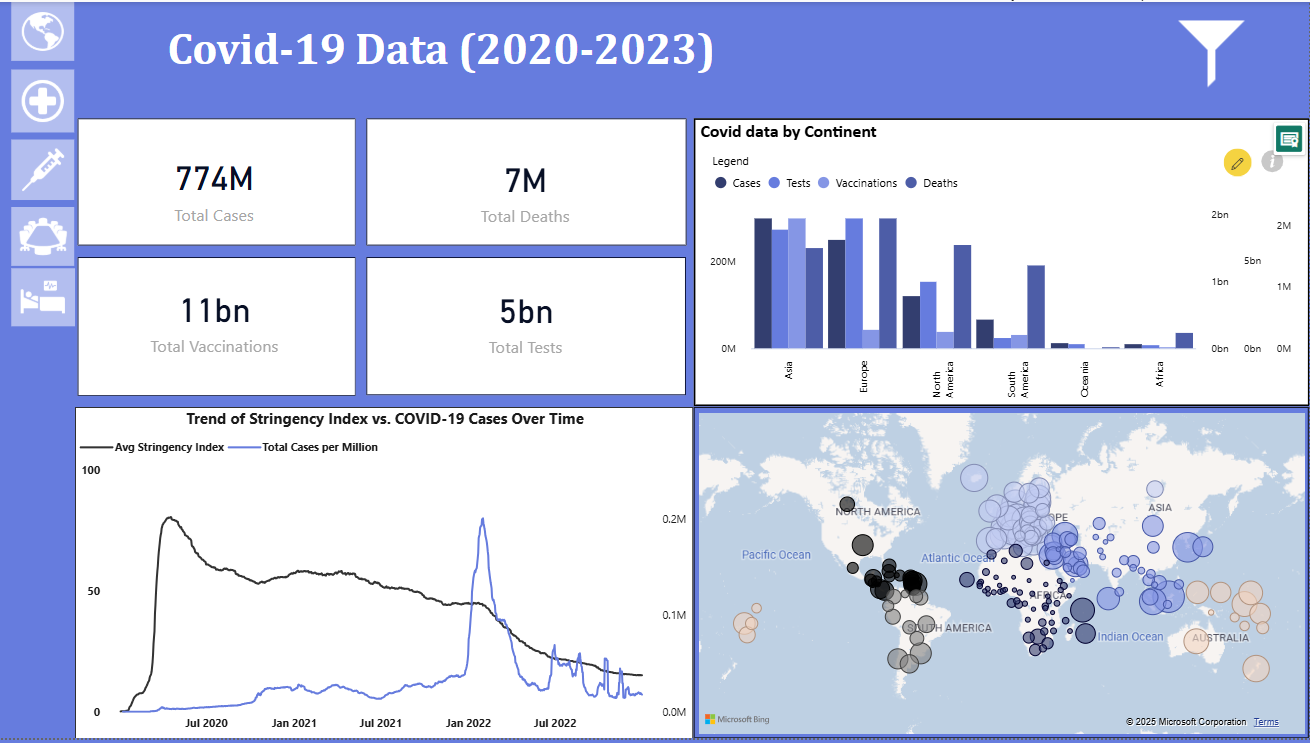 Covid-19 Data (2020-2023)
774M
Total Cases
7M
Total Deaths
11bn
Total Vaccinations
5bn
Total Tests
Covid data by Continent
Legend
Cases Tests Vaccinations Deaths
2bn
2M
200M
5bn
1bn
1M
0M
0bn 0bn 0M
Asia
Europe
North
America
South
America
Oceania
Africa
Trend of Stringency Index vs. COVID-19 Cases Over Time
Avg Stringency Index Total Cases per Million
100
0.2M
50
0.1M
0
0.0M
Jul 2020 Jan 2021 Jul 2021 Jan 2022 Jul 2022
NORTH AMERICA
OPE
ASIA
Pacific Ocean
Atlantic Ocean
AFRICA
SOUTH AMERICA
Indian Ocean
AUSTRALIA
Microsoft Bing
© 2025 Microsoft Corporation Terms